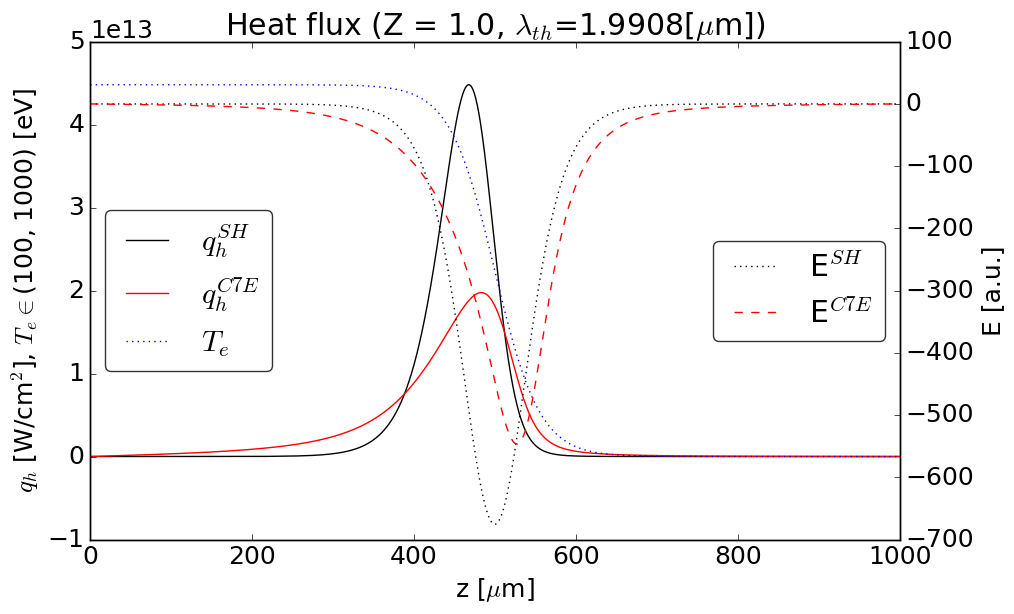 Heat flux (Z = 1.0, λ_th=1.9908[μm])
1e13
5
4
3
2
1
0
−1
q_h [W/cm²], T_e ∈ (100, 1000) [eV]
q_h^SH
q_h^C7E
T_e
100
0
−100
−200
−300
−400
−500
−600
−700
E [a.u.]
E^SH
E^C7E
0
200
400
600
800
1000
z [μm]